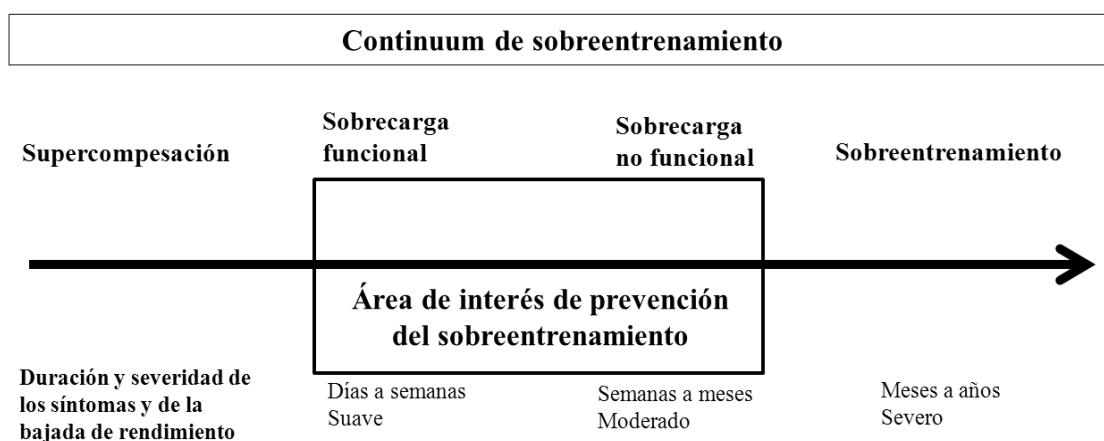 Continuum de sobreentrenamiento
Supercompesación
Sobrecarga
funcional
Sobrecarga
no funcional
Sobreentrenamiento
Área de interés de prevención
del sobreentrenamiento
Duración y severidad de
los síntomas y de la
bajada de rendimiento
Días a semanas
Suave
Semanas a meses
Moderado
Meses a años
Severo